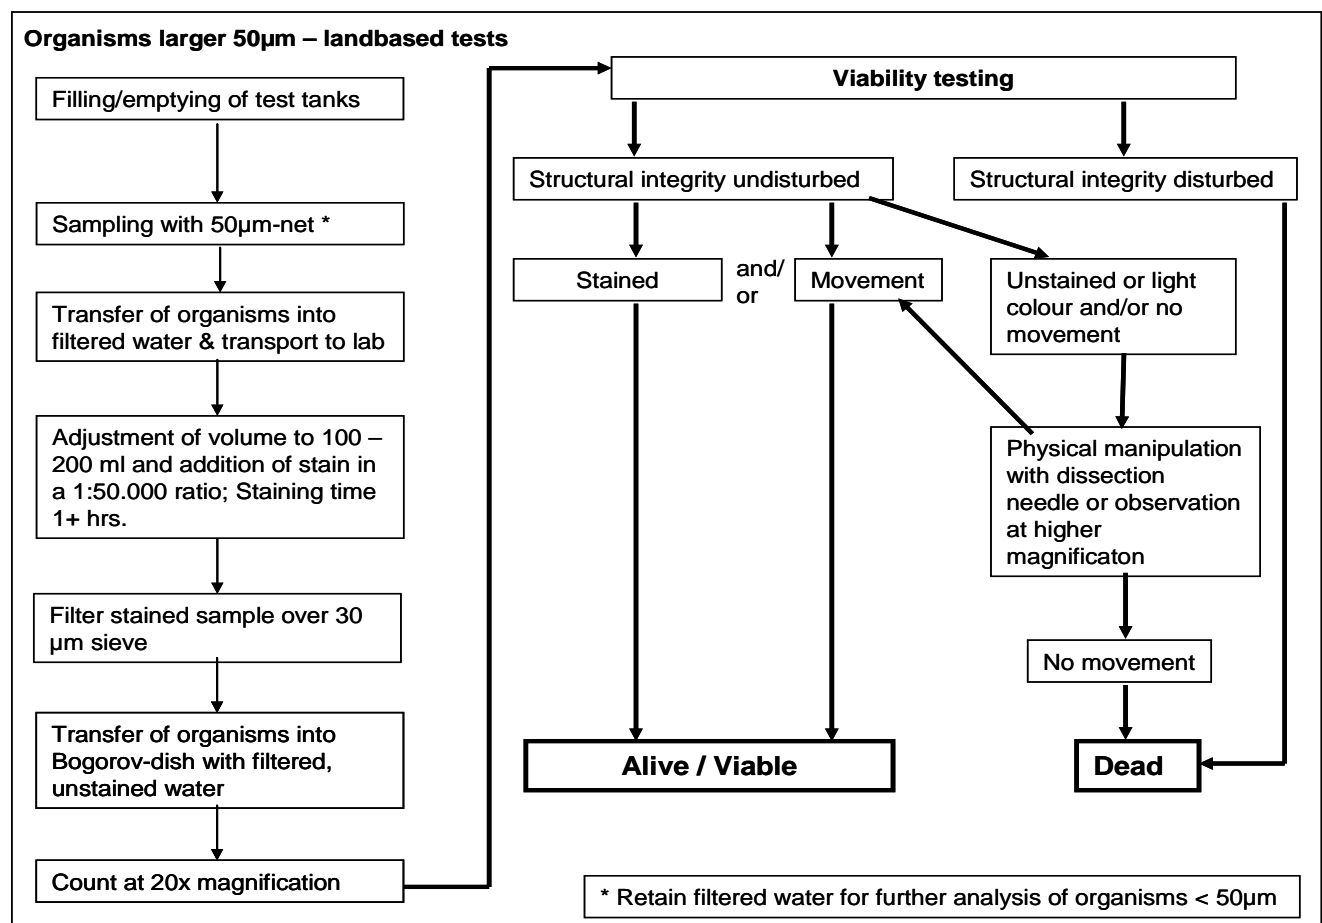 Organisms larger 50µm – landbased tests
Filling/emptying of test tanks
Sampling with 50µm-net *
Transfer of organisms into
filtered water & transport to lab
Adjustment of volume to 100 –
200 ml and addition of stain in
a 1:50.000 ratio; Staining time
1+ hrs.
Filter stained sample over 30
µm sieve
Transfer of organisms into
Bogorov-dish with filtered,
unstained water
Count at 20x magnification
Viability testing
Structural integrity undisturbed
Structural integrity disturbed
Stained
and/
or
Movement
Unstained or light
colour and/or no
movement
Physical manipulation
with dissection
needle or observation
at higher
magnificaton
No movement
Alive / Viable
Dead
* Retain filtered water for further analysis of organisms < 50µm